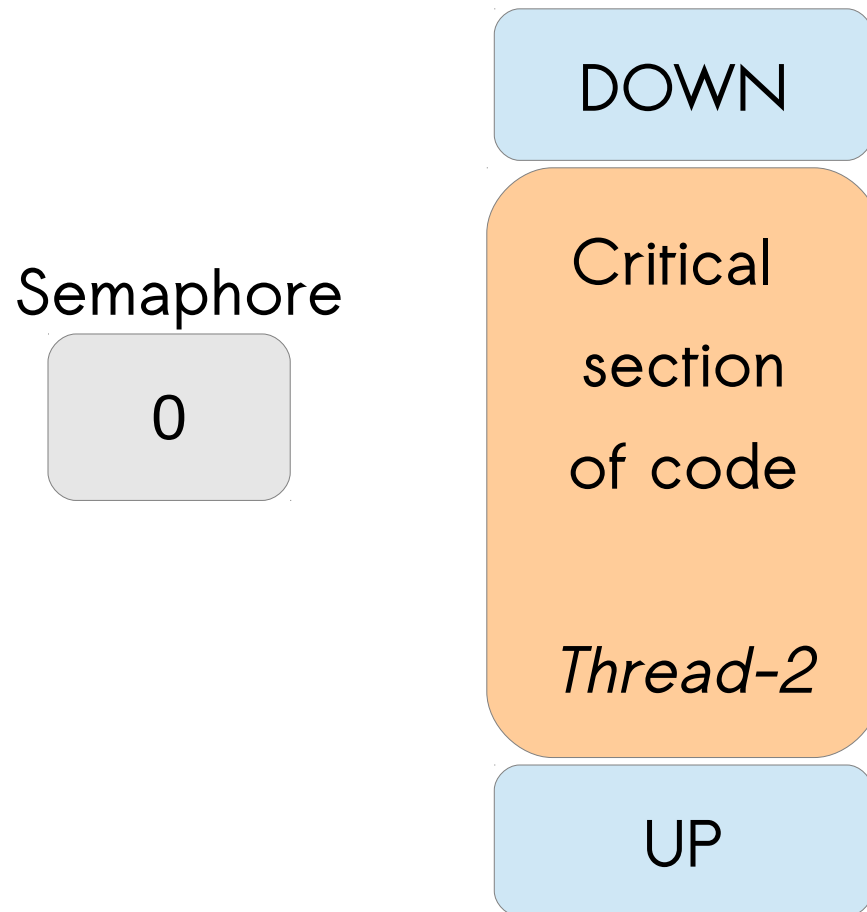 DOWN
Semaphore
0
Critical
section
of code
Thread-2
UP